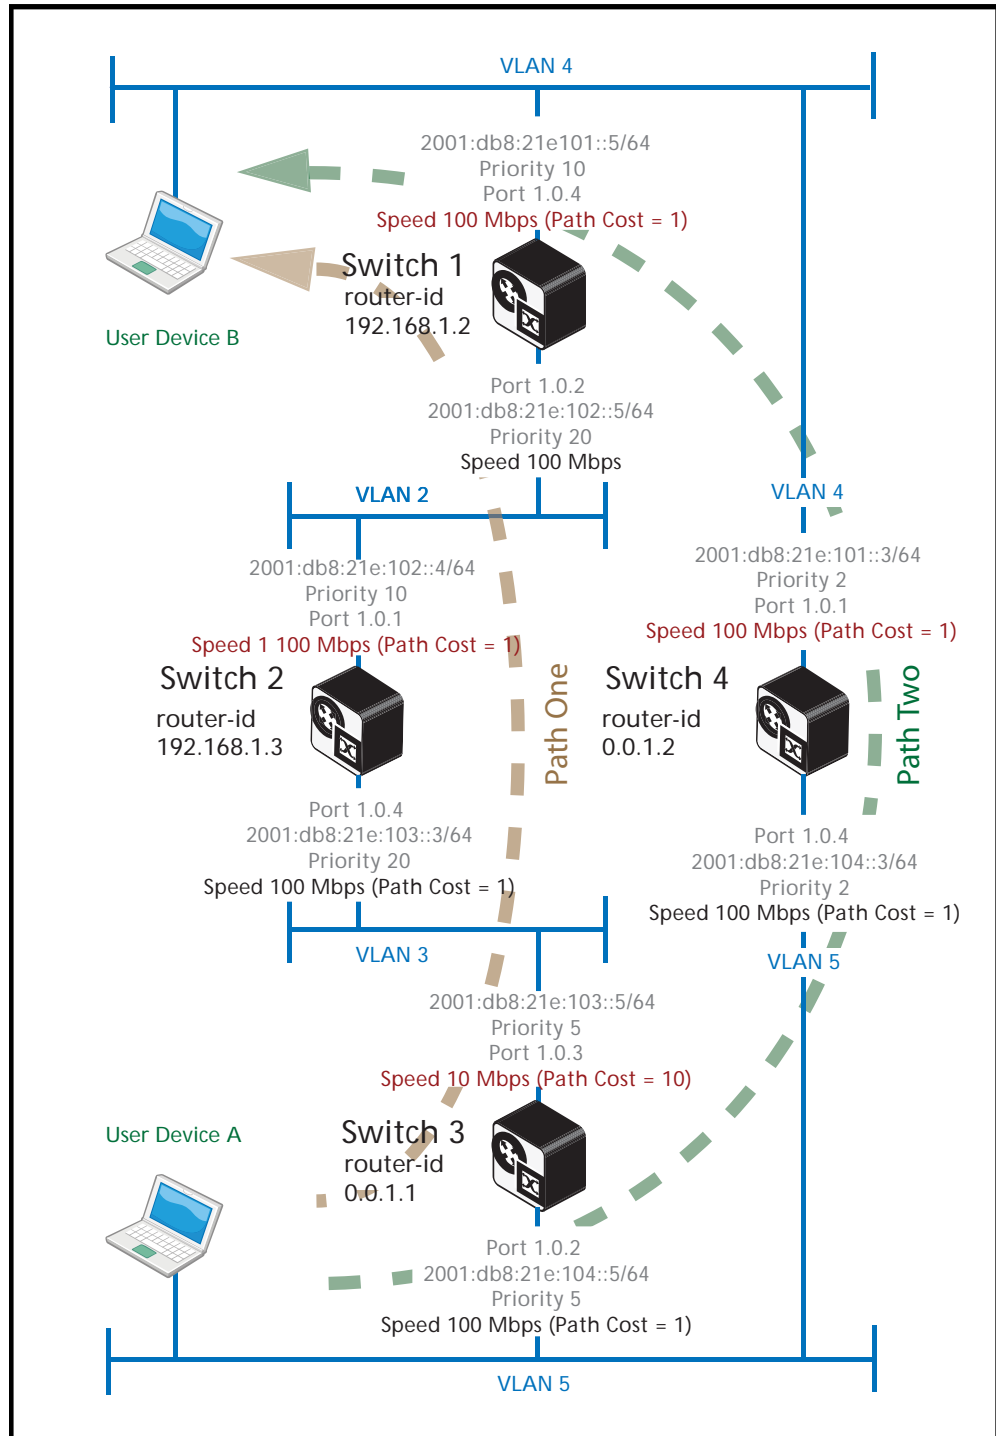 VLAN 4
2001:db8:21e101::5/64
Priority 10
Port 1.0.4
Speed 100 Mbps (Path Cost = 1)
Switch 1
router-id
192.168.1.2
User Device B
Port 1.0.2
2001:db8:21e:102::5/64
Priority 20
Speed 100 Mbps
VLAN 2
VLAN 4
2001:db8:21e:102::4/64
Priority 10
Port 1.0.1
Speed 1 100 Mbps (Path Cost = 1)
Switch 2
router-id
192.168.1.3
Path One
2001:db8:21e:101::3/64
Priority 2
Port 1.0.1
Speed 100 Mbps (Path Cost = 1)
Switch 4
router-id
0.0.1.2
Path Two
Port 1.0.4
2001:db8:21e:103::3/64
Priority 20
Speed 100 Mbps (Path Cost = 1)
Port 1.0.4
2001:db8:21e:104::3/64
Priority 2
Speed 100 Mbps (Path Cost = 1)
VLAN 3
VLAN 5
2001:db8:21e:103::5/64
Priority 5
Port 1.0.3
Speed 10 Mbps (Path Cost = 10)
User Device A
Switch 3
router-id
0.0.1.1
Port 1.0.2
2001:db8:21e:104::5/64
Priority 5
Speed 100 Mbps (Path Cost = 1)
VLAN 5